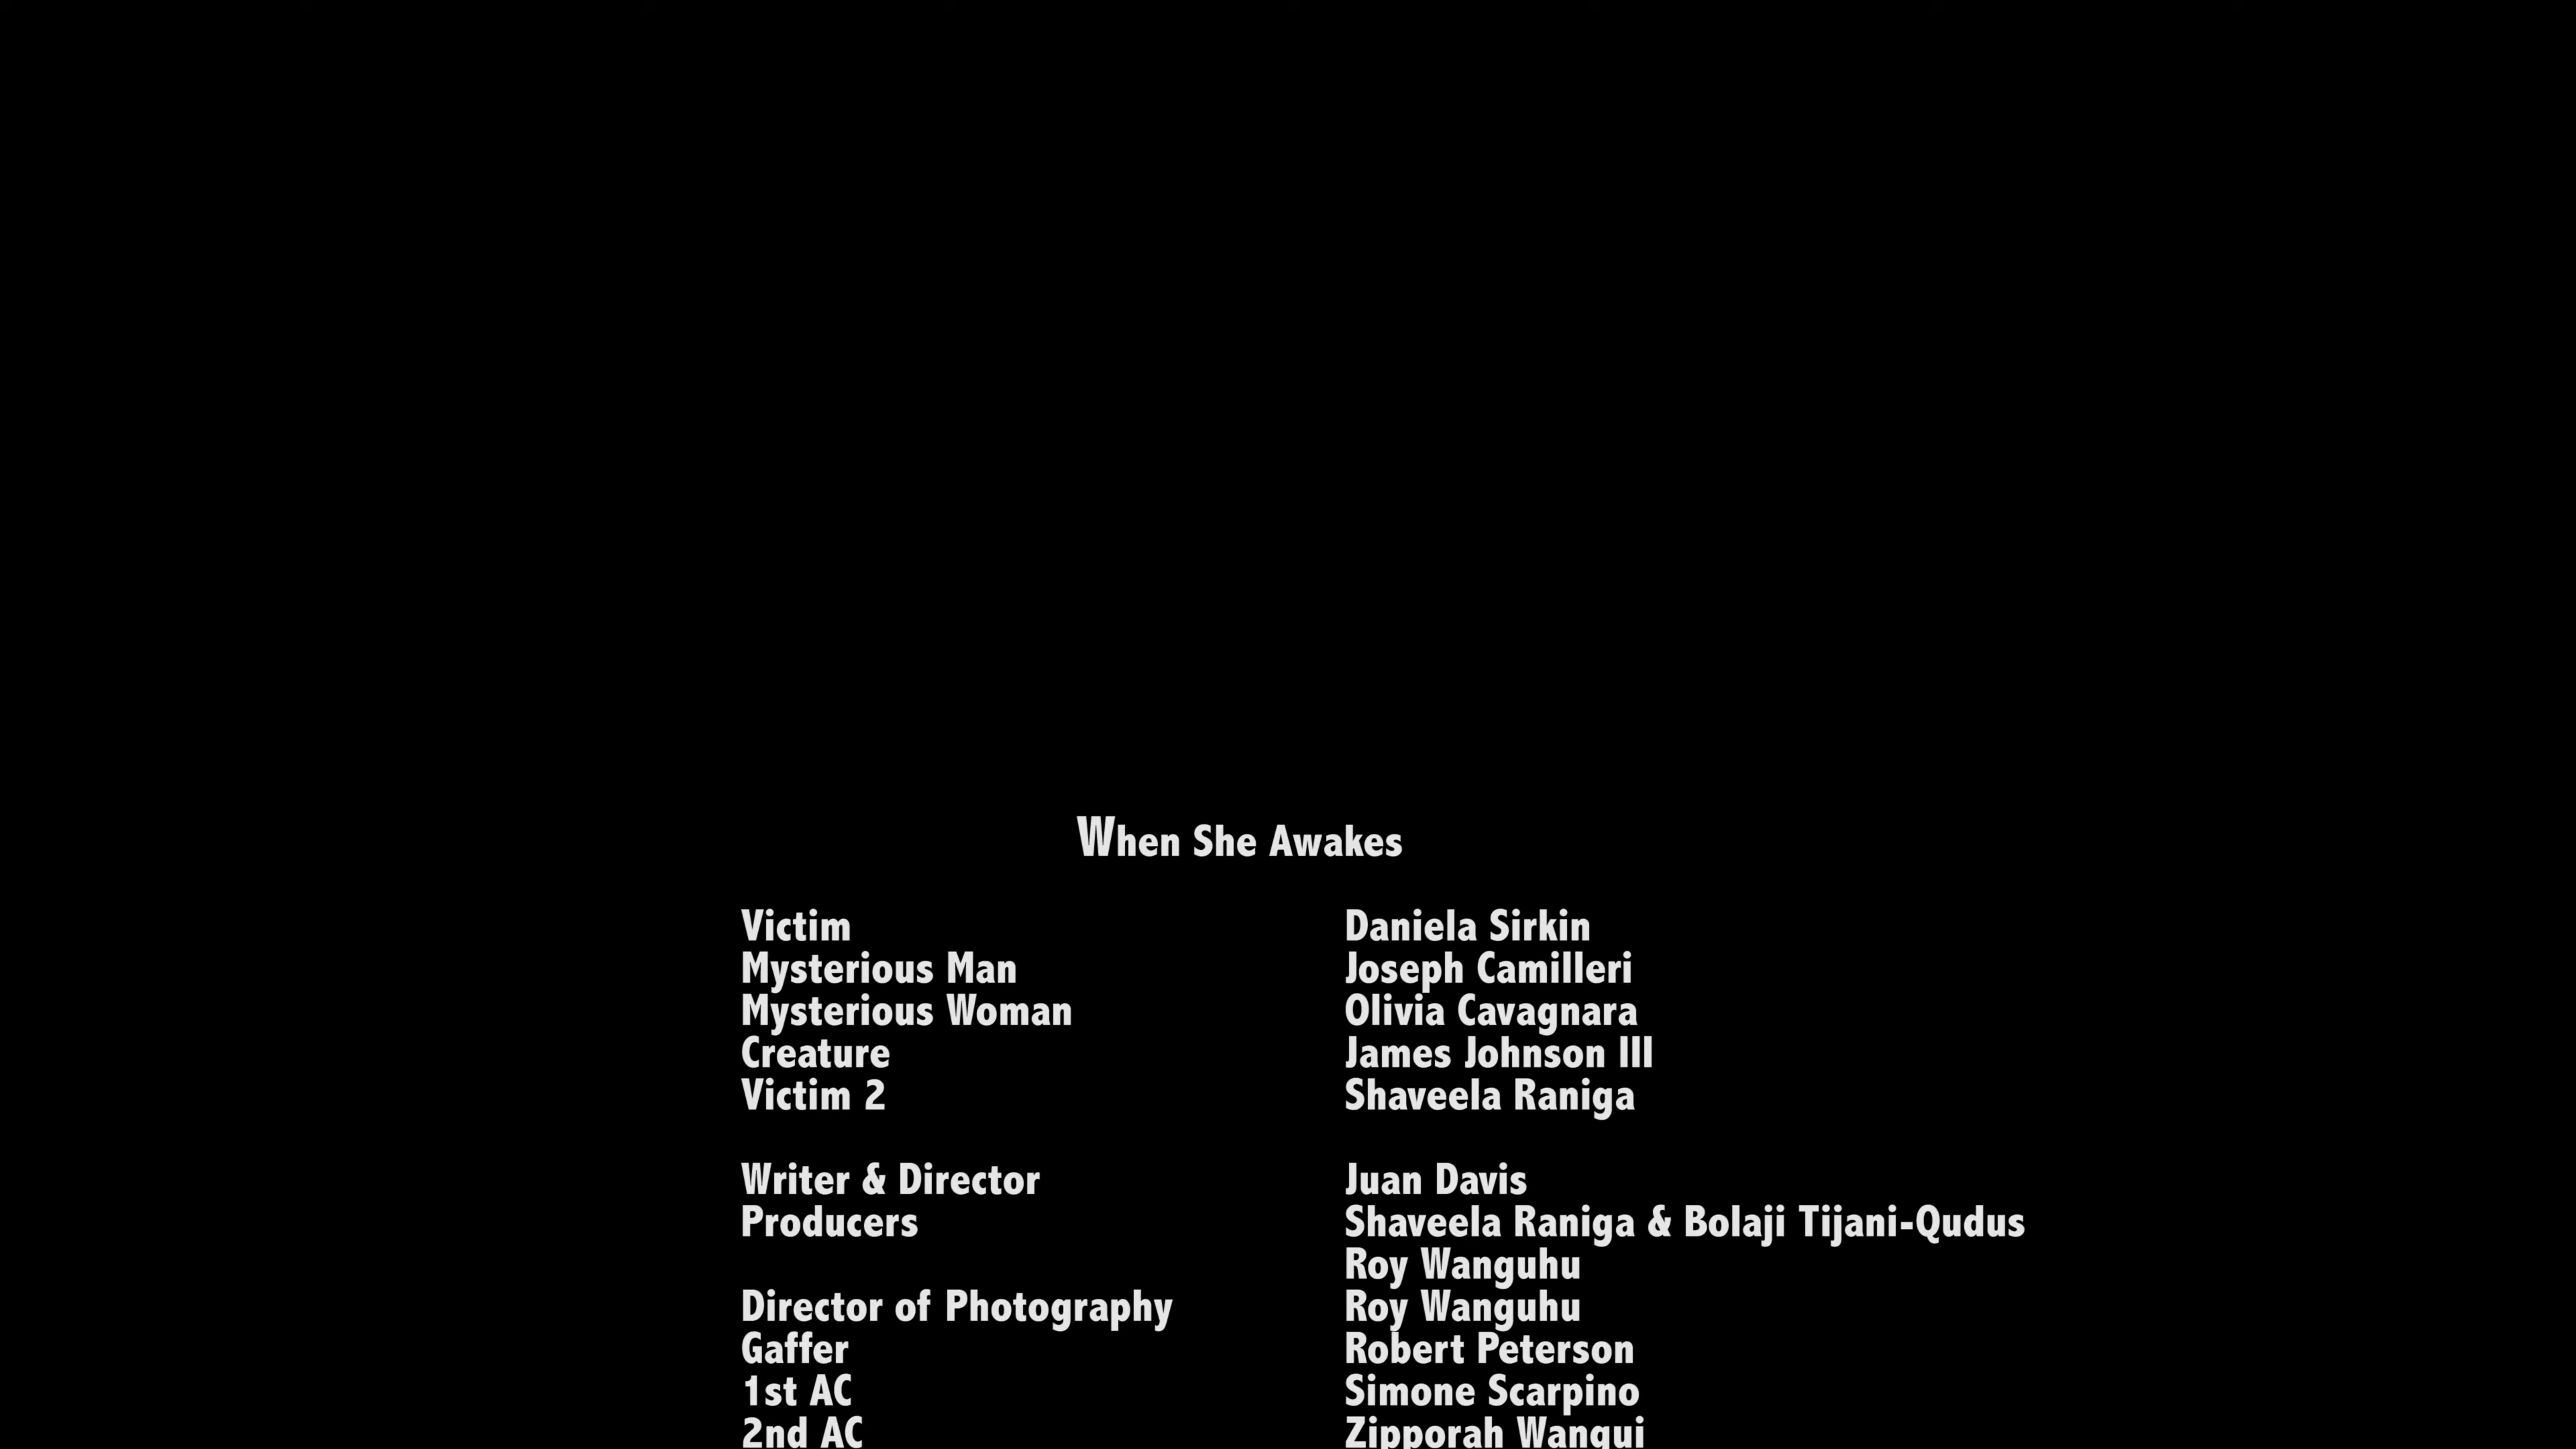 When She Awakes
Victim Daniela Sirkin
Mysterious Man Joseph Camilleri
Mysterious Woman Olivia Cavagnara
Creature James Johnson III
Victim 2 Shaveela Raniga
Writer & Director Juan Davis
Producers Shaveela Raniga & Bolaji Tijani-Qudus
Roy Wanguhu
Director of Photography Roy Wanguhu
Gaffer Robert Peterson
1st AC Simone Scarpino
2nd AC Zipporah Wangui